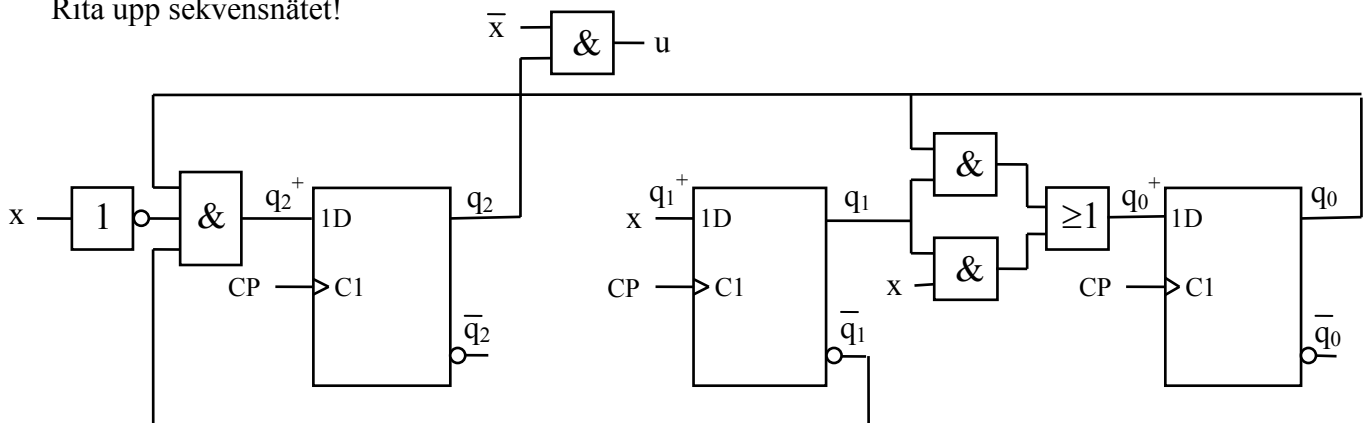 Rita upp sekvensnätet!
x̅ & u
&
x 1 & q₂⁺ 1D q₂ x q₁⁺ 1D q₁ ≥1 q₀⁺ 1D q₀
CP C1 CP C1 x & CP C1
q̅₂ q̅₁ q̅₀